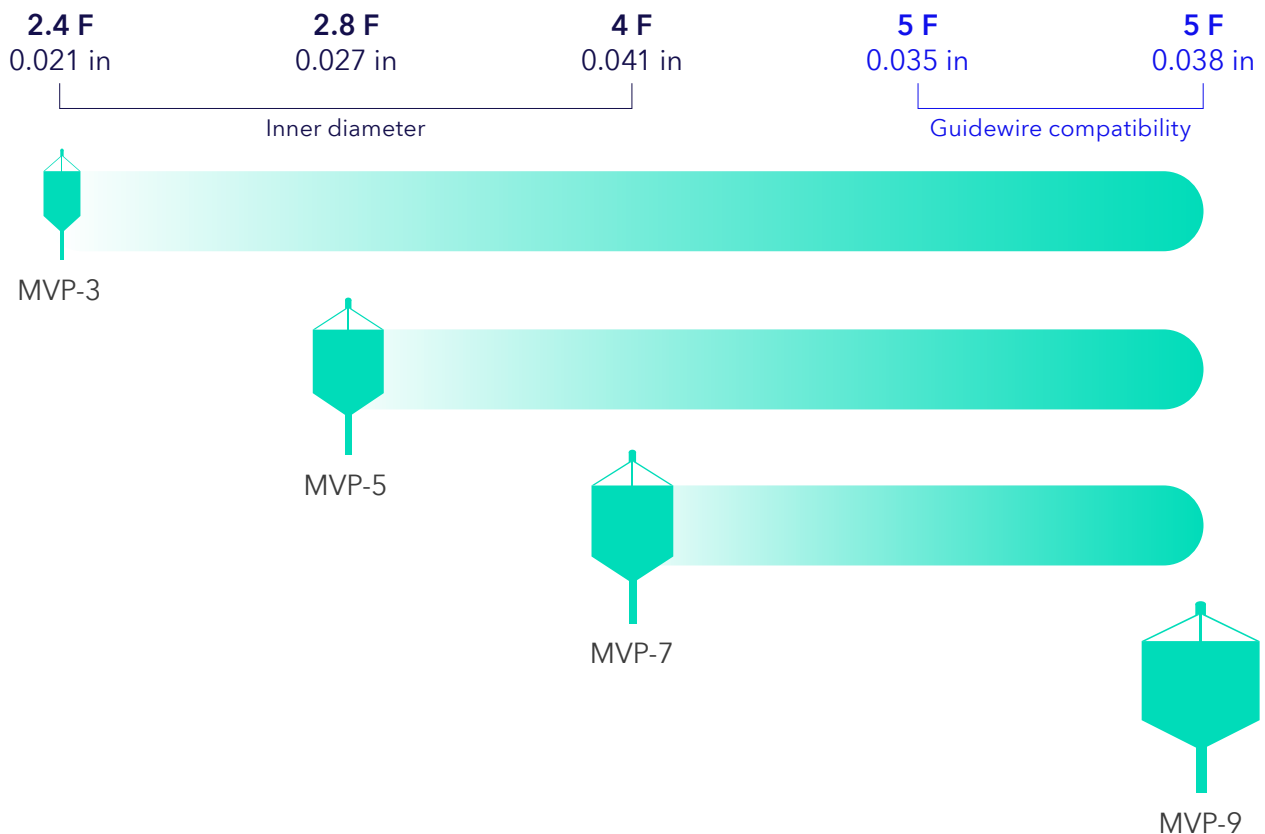 2.4 F
0.021 in
2.8 F
0.027 in
4 F
0.041 in
5 F
0.035 in
5 F
0.038 in
Inner diameter
Guidewire compatibility
MVP-3
MVP-5
MVP-7
MVP-9